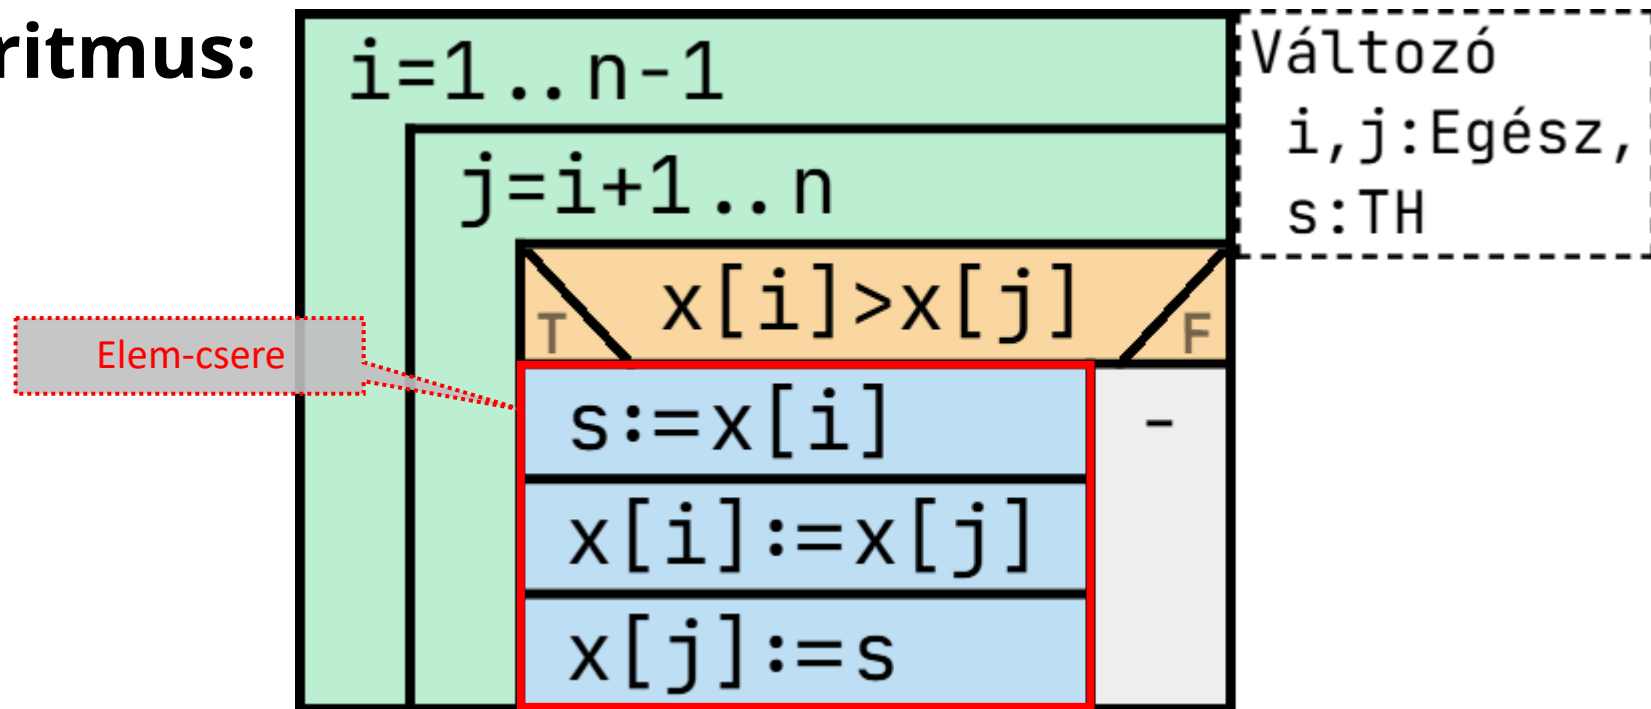 ritmus:
i=1..n-1
j=i+1..n
x[i]>x[j]
T
F
Elem-csere
s:=x[i]
-
x[i]:=x[j]
x[j]:=s
Változó
i,j:Egész,
s:TH